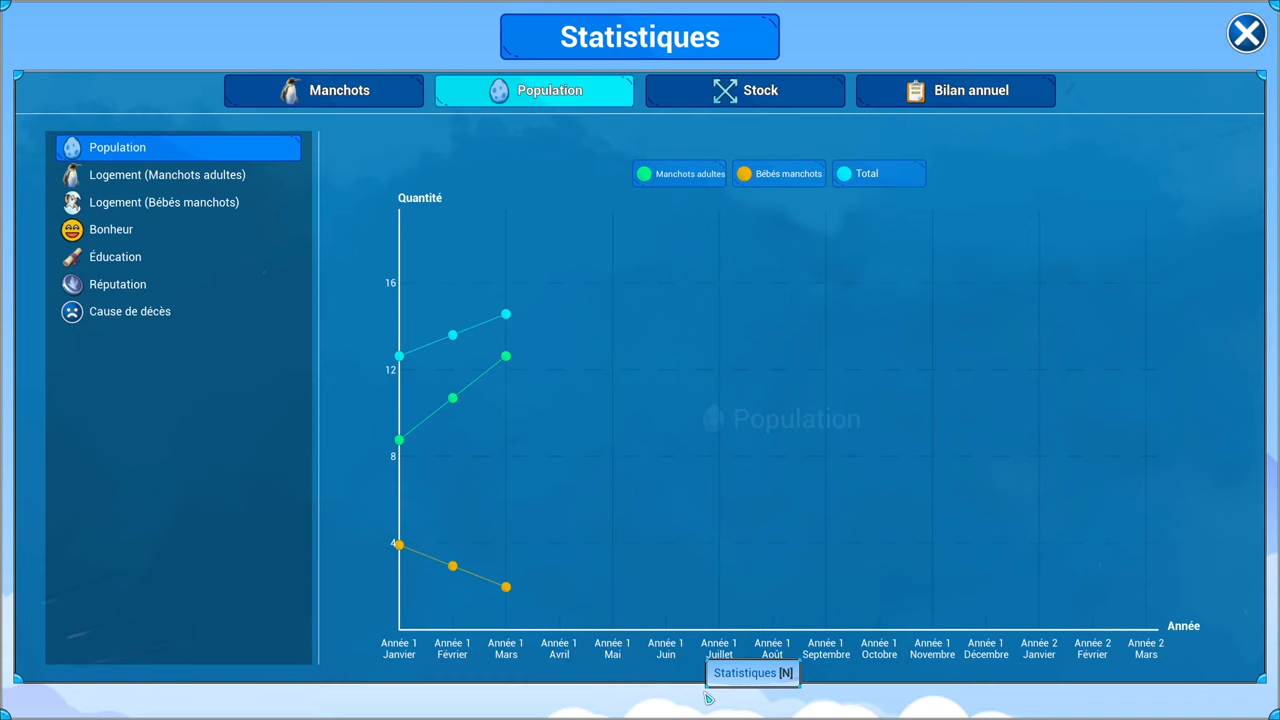 Statistiques
Manchots
Population
Stock
Bilan annuel
Population
Logement (Manchots adultes)
Logement (Bébés manchots)
Bonheur
Éducation
Réputation
Cause de décès
Manchots adultes
Bébés manchots
Total
Quantité
16
12
8
4
Population
Année
Année 1 Janvier
Année 1 Février
Année 1 Mars
Année 1 Avril
Année 1 Mai
Année 1 Juin
Année 1 Juillet
Année 1 Août
Année 1 Septembre
Année 1 Octobre
Année 1 Novembre
Année 1 Décembre
Année 2 Janvier
Année 2 Février
Année 2 Mars
Statistiques [N]